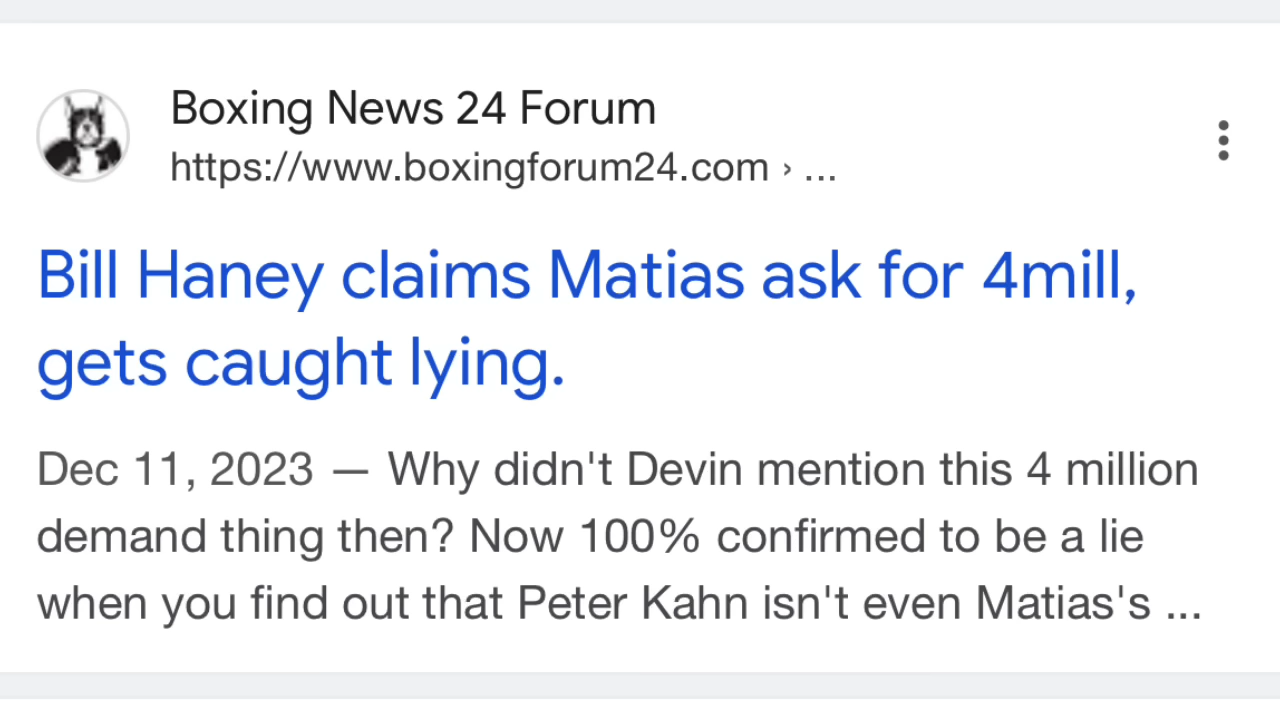 Boxing News 24 Forum
https://www.boxingforum24.com › ...
Bill Haney claims Matias ask for 4mill,
gets caught lying.
Dec 11, 2023 — Why didn't Devin mention this 4 million
demand thing then? Now 100% confirmed to be a lie
when you find out that Peter Kahn isn't even Matias's ...